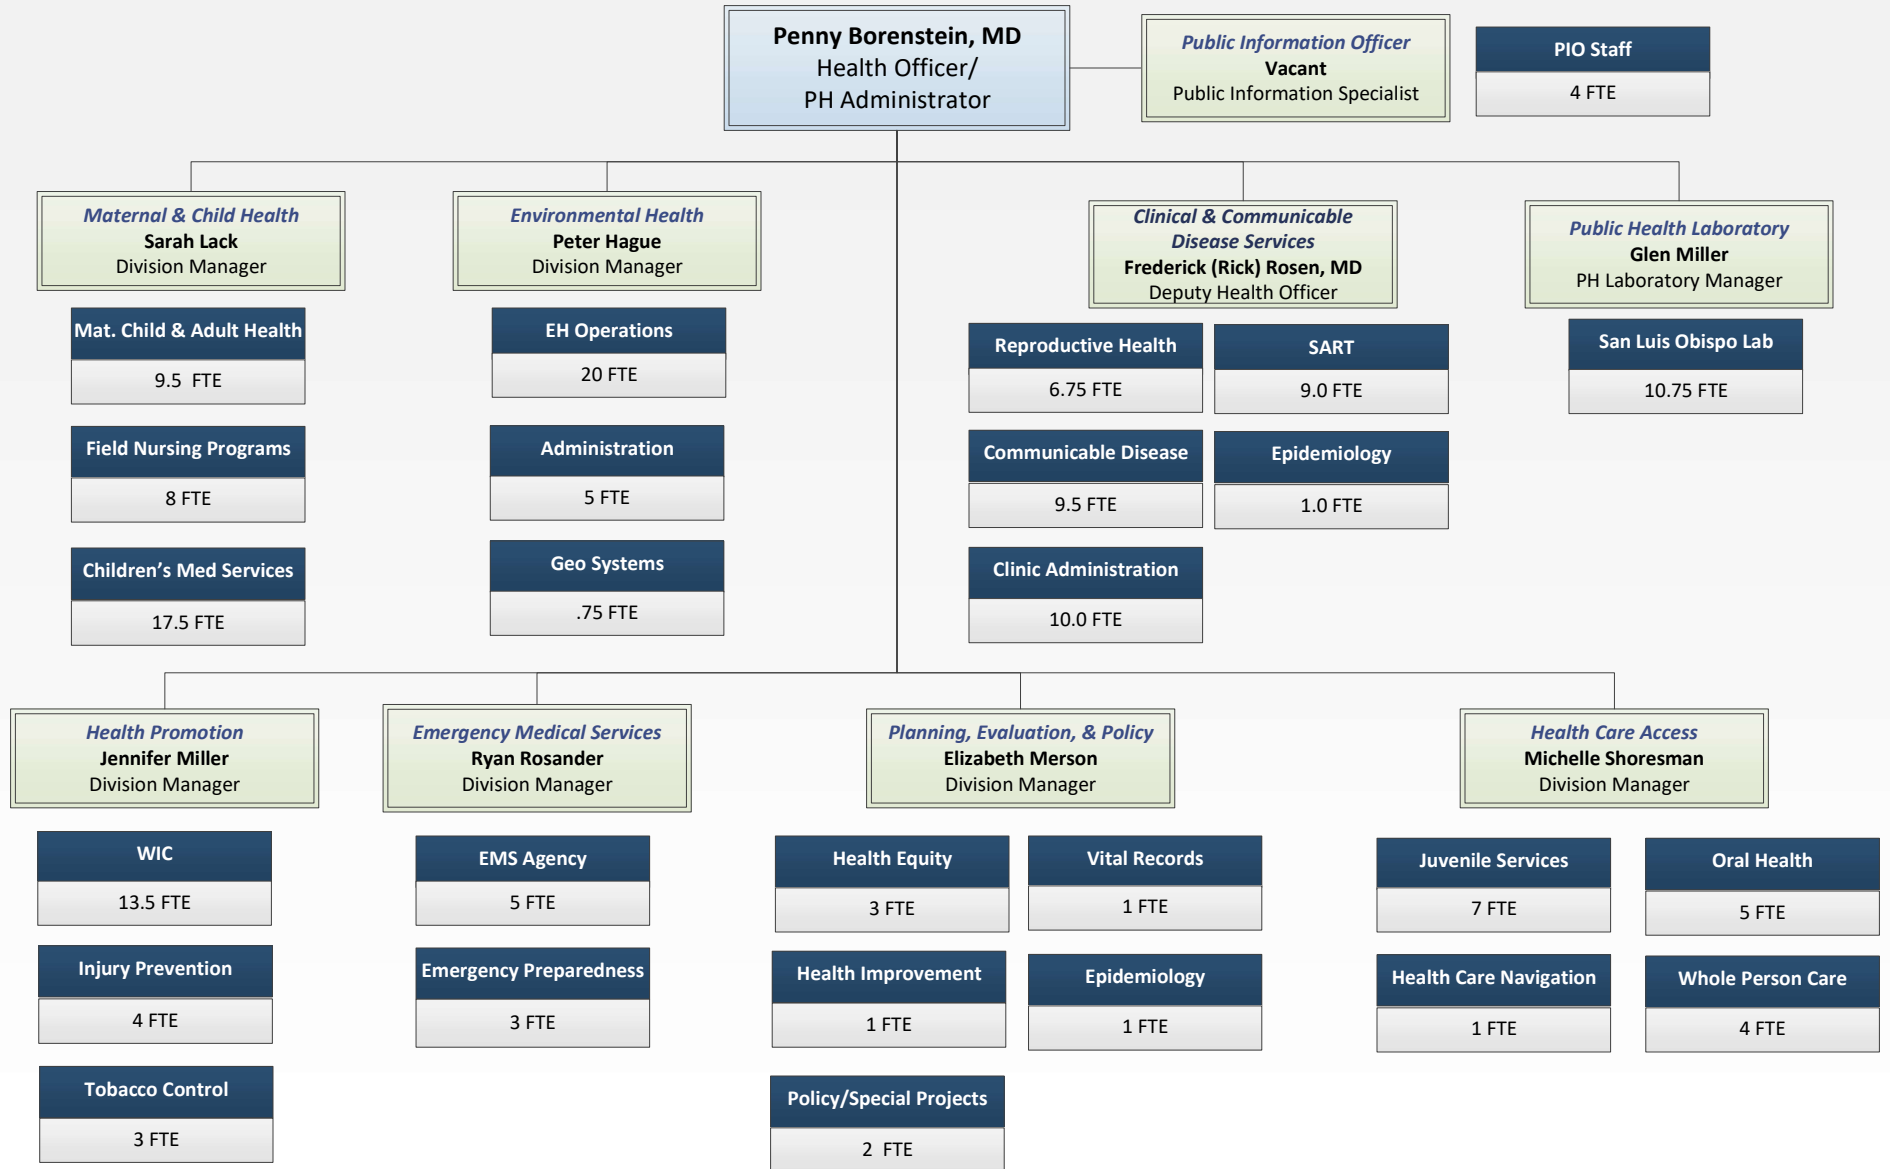 Penny Borenstein, MD
Health Officer/
PH Administrator
Public Information Officer
Vacant
Public Information Specialist
PIO Staff
4 FTE
Maternal & Child Health
Sarah Lack
Division Manager
Mat. Child & Adult Health
9.5 FTE
Field Nursing Programs
8 FTE
Children's Med Services
17.5 FTE
Environmental Health
Peter Hague
Division Manager
EH Operations
20 FTE
Administration
5 FTE
Geo Systems
.75 FTE
Clinical & Communicable
Disease Services
Frederick (Rick) Rosen, MD
Deputy Health Officer
Reproductive Health
6.75 FTE
SART
9.0 FTE
Communicable Disease
9.5 FTE
Epidemiology
1.0 FTE
Clinic Administration
10.0 FTE
Public Health Laboratory
Glen Miller
PH Laboratory Manager
San Luis Obispo Lab
10.75 FTE
Health Promotion
Jennifer Miller
Division Manager
WIC
13.5 FTE
Injury Prevention
4 FTE
Tobacco Control
3 FTE
Emergency Medical Services
Ryan Rosander
Division Manager
EMS Agency
5 FTE
Emergency Preparedness
3 FTE
Planning, Evaluation, & Policy
Elizabeth Merson
Division Manager
Health Equity
3 FTE
Vital Records
1 FTE
Health Improvement
1 FTE
Epidemiology
1 FTE
Policy/Special Projects
2 FTE
Health Care Access
Michelle Shoresman
Division Manager
Juvenile Services
7 FTE
Oral Health
5 FTE
Health Care Navigation
1 FTE
Whole Person Care
4 FTE